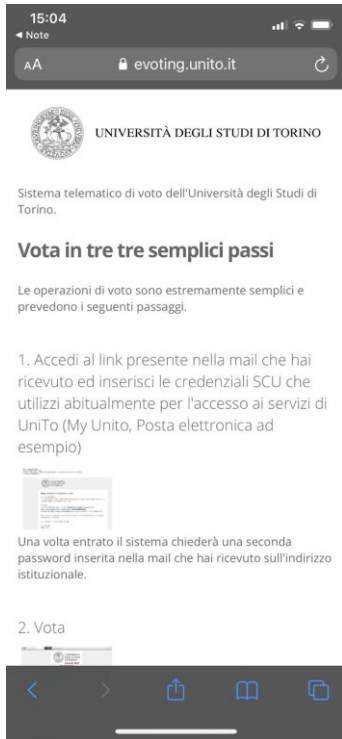 15:04
◀ Note
AA
evoting.unito.it
UNIVERSITÀ DEGLI STUDI DI TORINO
Sistema telematico di voto dell'Università degli Studi di
Torino.
Vota in tre tre semplici passi
Le operazioni di voto sono estremamente semplici e
prevedono i seguenti passaggi.
1. Accedi al link presente nella mail che hai
ricevuto ed inserisci le credenziali SCU che
utilizzi abitualmente per l'accesso ai servizi di
UniTo (My Unito, Posta elettronica ad
esempio)
Una volta entrato il sistema chiederà una seconda
password inserita nella mail che hai ricevuto sull'indirizzo
istituzionale.
2. Vota